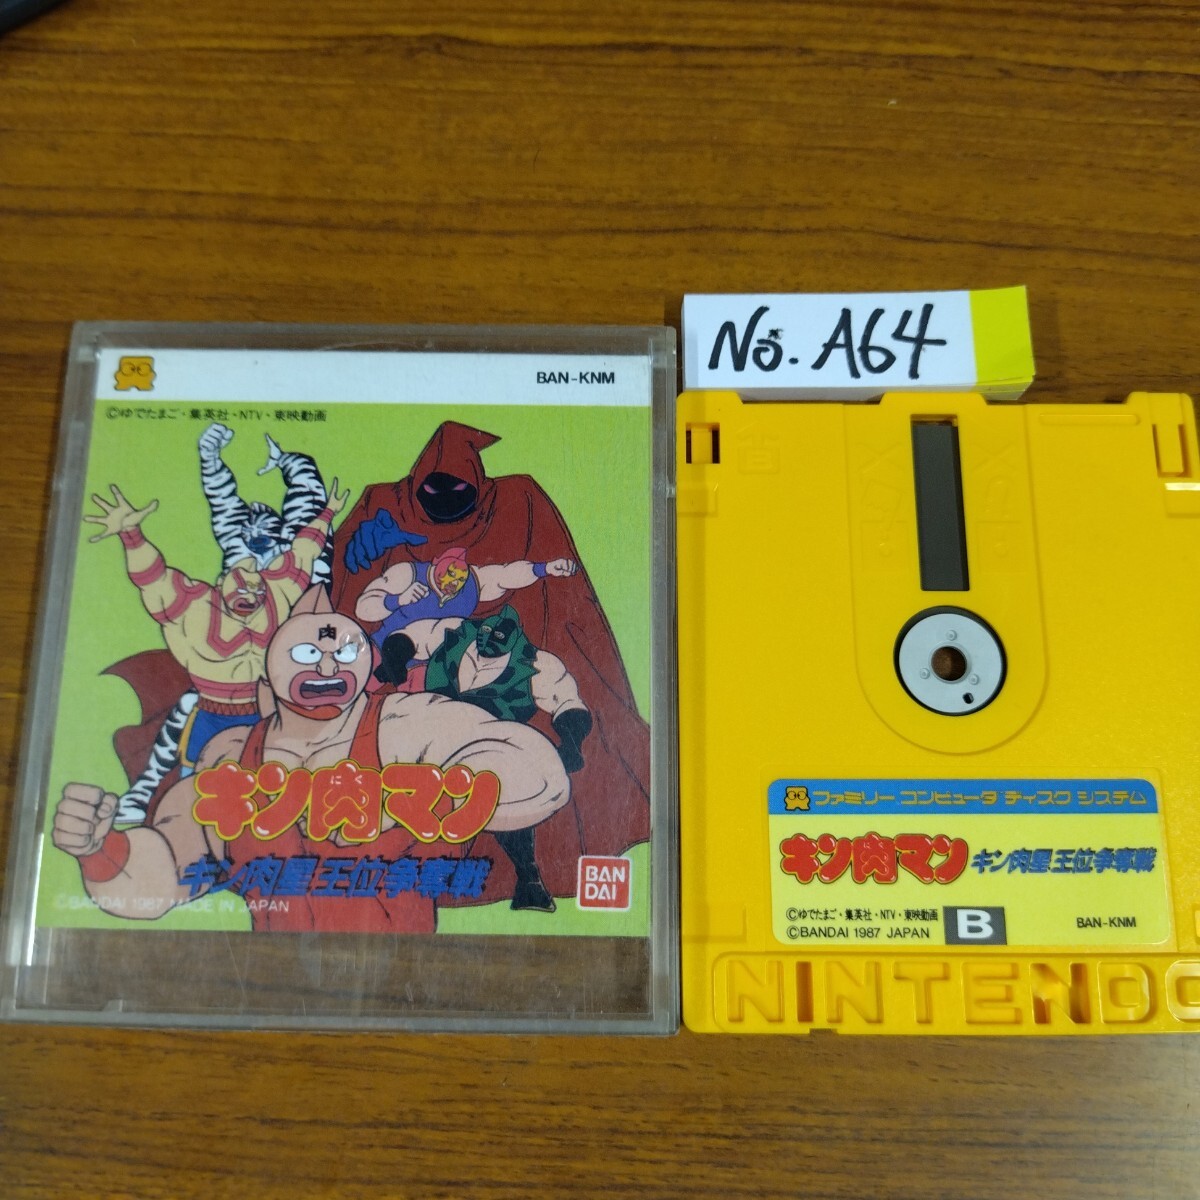 No. A64
BAN-KNM
©ゆでたまご・集英社・NTV・東映動画
肉
キン肉マン
キン肉星王位争奪戦
©BANDAI 1987 MADE IN JAPAN
BAN
DAI
ファミリーコンピュータ ディスクシステム
キン肉マン キン肉星王位争奪戦
©ゆでたまご・集英社・NTV・東映動画
©BANDAI 1987 JAPAN
B
BAN-KNM
NINTENDO